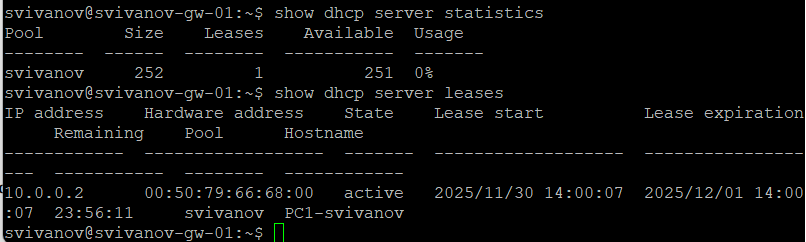 svivanov@svivanov-gw-01:~$ show dhcp server statistics
Pool        Size    Leases    Available  Usage
--------  ------  --------  -----------  -------
svivanov     252         1          251  0%
svivanov@svivanov-gw-01:~$ show dhcp server leases
IP address    Hardware address    State    Lease start          Lease expiration
     Remaining    Pool      Hostname
------------  ------------------  -------  -------------------  ----------------
---  -----------  --------  ------------
10.0.0.2      00:50:79:66:68:00   active   2025/11/30 14:00:07  2025/12/01 14:00
:07  23:56:11     svivanov  PC1-svivanov
svivanov@svivanov-gw-01:~$